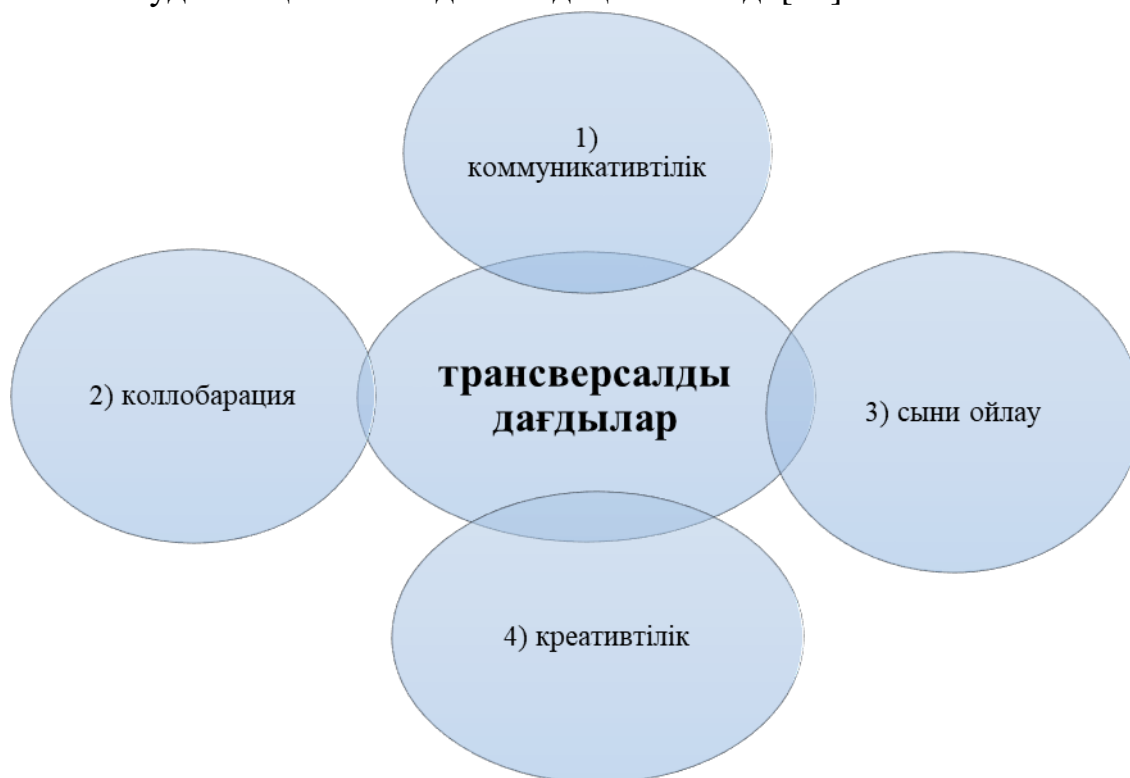 1)
коммуникативтілік
2) коллобарация
трансверсалды
дағдылар
3) сыни ойлау
4) креативтілік